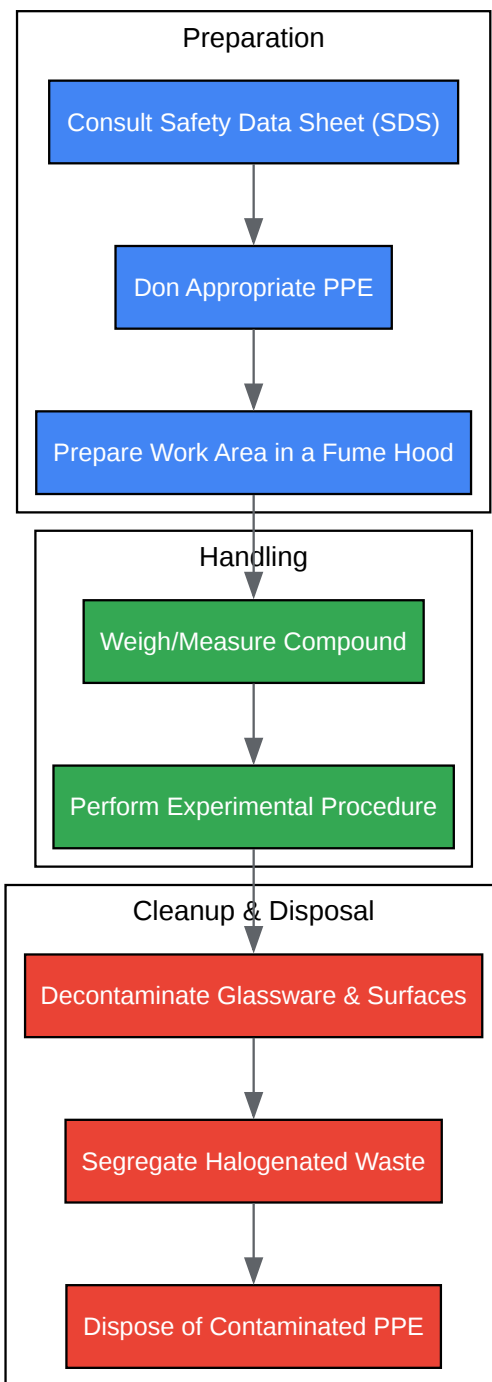 Preparation
Consult Safety Data Sheet (SDS)
Don Appropriate PPE
Prepare Work Area in a Fume Hood
Handling
Weigh/Measure Compound
Perform Experimental Procedure
Cleanup & Disposal
Decontaminate Glassware & Surfaces
Segregate Halogenated Waste
Dispose of Contaminated PPE